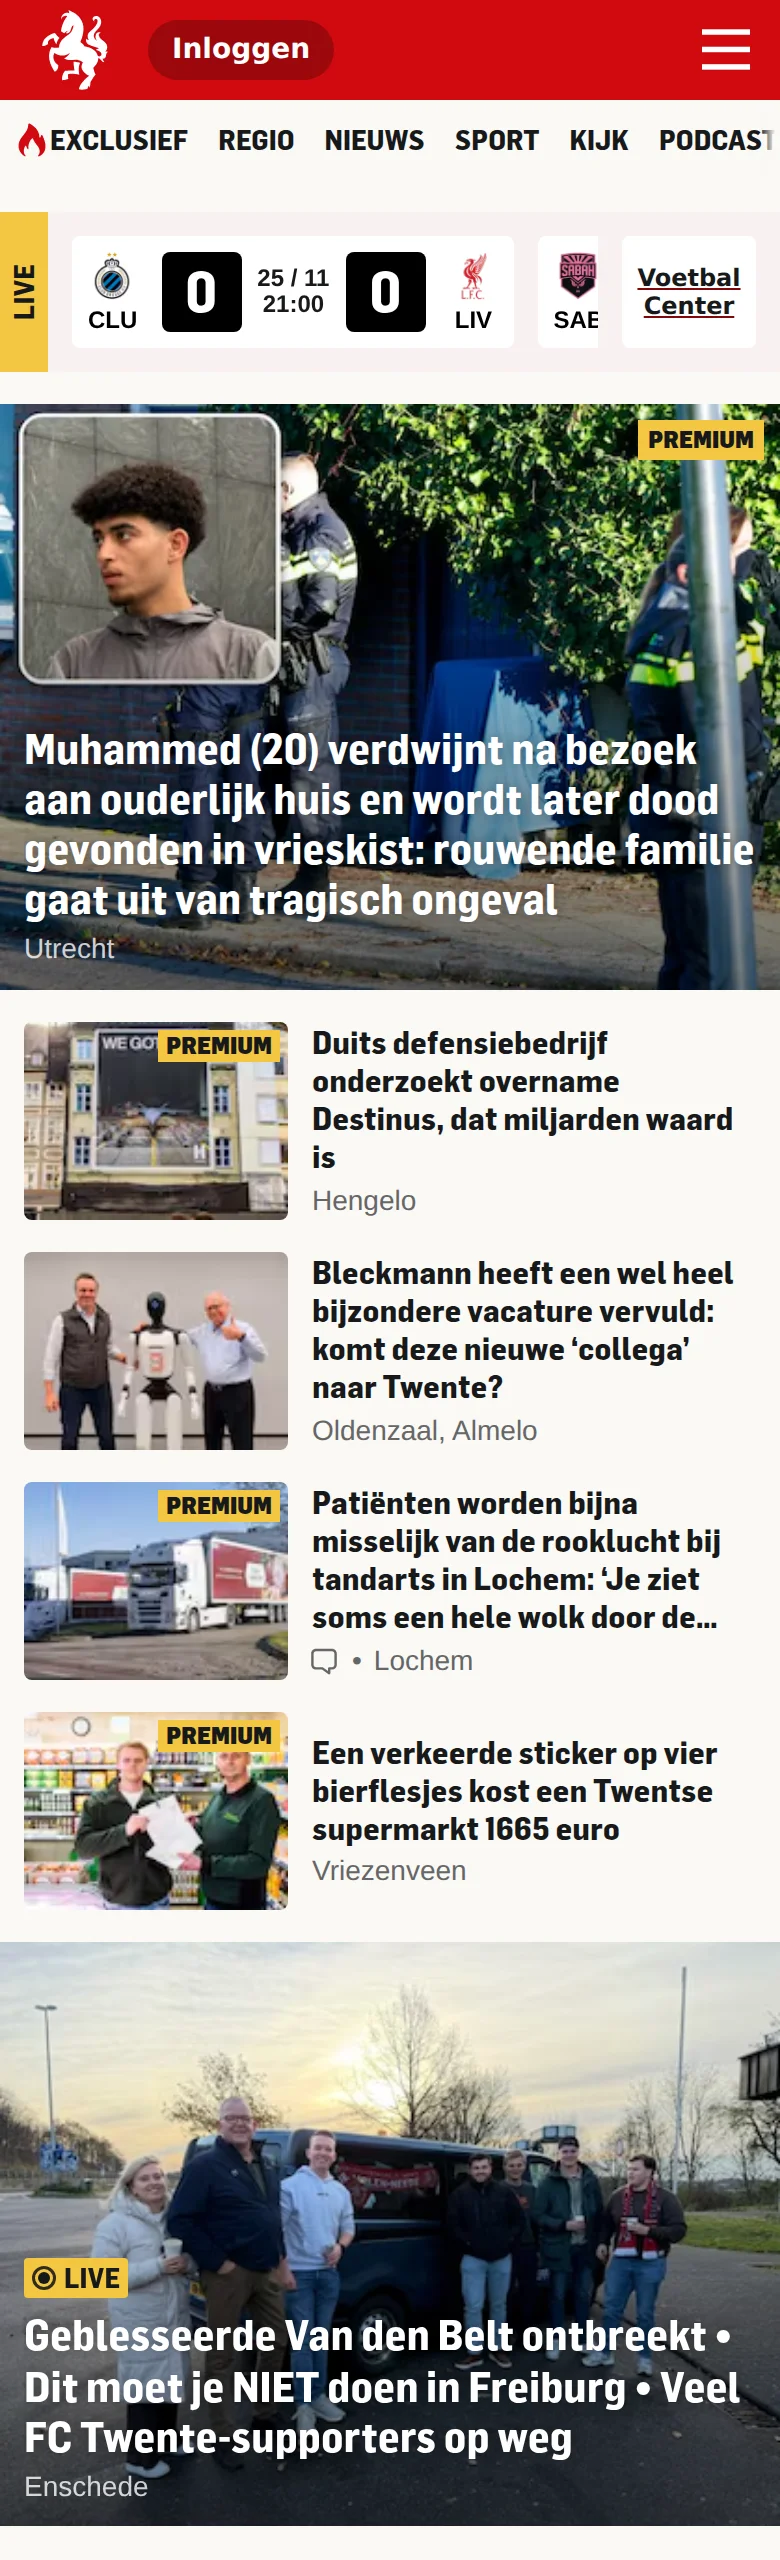 Inloggen
EXCLUSIEF REGIO NIEUWS SPORT KIJK PODCAST
LIVE
CLU
0
25 / 11
21:00
0
L.F.C.
LIV
SABAH
SAB
Voetbal
Center
PREMIUM
Muhammed (20) verdwijnt na bezoek
aan ouderlijk huis en wordt later dood
gevonden in vrieskist: rouwende familie
gaat uit van tragisch ongeval
Utrecht
WE GOT
PREMIUM
Duits defensiebedrijf
onderzoekt overname
Destinus, dat miljarden waard
is
Hengelo
Bleckmann heeft een wel heel
bijzondere vacature vervuld:
komt deze nieuwe ‘collega’
naar Twente?
Oldenzaal, Almelo
PREMIUM
Patiënten worden bijna
misselijk van de rooklucht bij
tandarts in Lochem: ‘Je ziet
soms een hele wolk door de...
• Lochem
PREMIUM
Een verkeerde sticker op vier
bierflesjes kost een Twentse
supermarkt 1665 euro
Vriezenveen
LIVE
Geblesseerde Van den Belt ontbreekt •
Dit moet je NIET doen in Freiburg • Veel
FC Twente-supporters op weg
Enschede